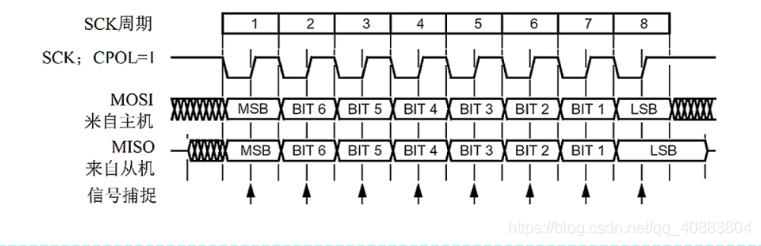 SCK周期 1 2 3 4 5 6 7 8
SCK；CPOL=1
MOSI MSB BIT 6 BIT 5 BIT 4 BIT 3 BIT 2 BIT 1 LSB
来自主机
MISO MSB BIT 6 BIT 5 BIT 4 BIT 3 BIT 2 BIT 1 LSB
来自从机
信号捕捉
https://blog.csdn.net/qq_40883804